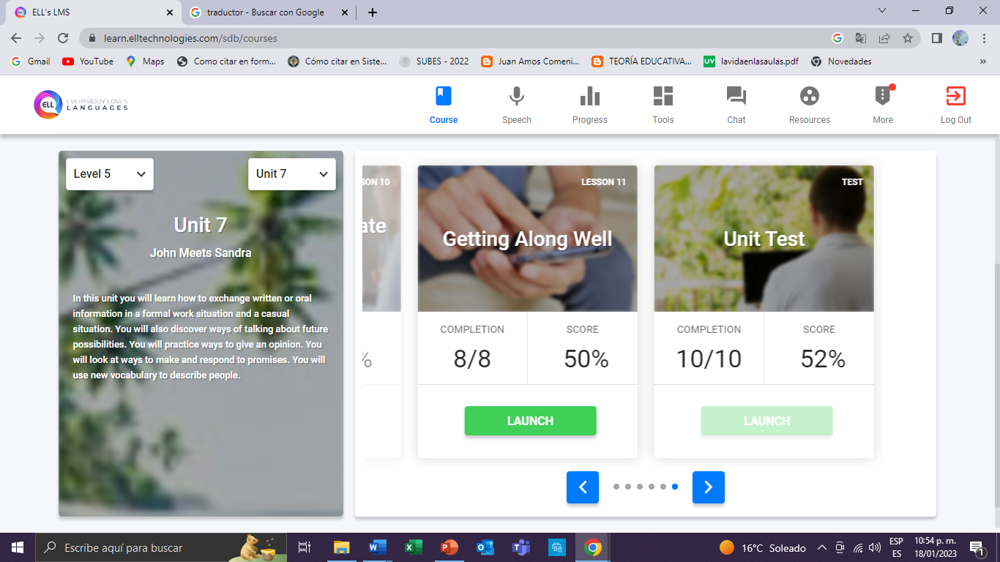 ELL's LMS
traductor - Buscar con Google
learn.elltechnologies.com/sdb/courses
Gmail
YouTube
Maps
Como citar en form...
Cómo citar en Siste...
SUBES - 2022
Juan Amos Comeni...
TEORÍA EDUCATIVA...
UV lavidaenlasaulas.pdf
Novedades
»
ELL
EVERYBODY LOVES
LANGUAGES
Course
Speech
Progress
Tools
Chat
Resources
More
Log Out
Level 5
Unit 7
Unit 7
John Meets Sandra
In this unit you will learn how to exchange written or oral
information in a formal work situation and a casual
situation. You will also discover ways of talking about future
possibilities. You will practice ways to give an opinion. You
will look at ways to make and respond to promises. You will
use new vocabulary to describe people.
SON 10
ate
%
LESSON 11
Getting Along Well
COMPLETION
8/8
SCORE
50%
LAUNCH
TEST
Unit Test
COMPLETION
10/10
SCORE
52%
LAUNCH
Escribe aquí para buscar
16°C Soleado
ESP
ES
10:54 p. m.
18/01/2023
1